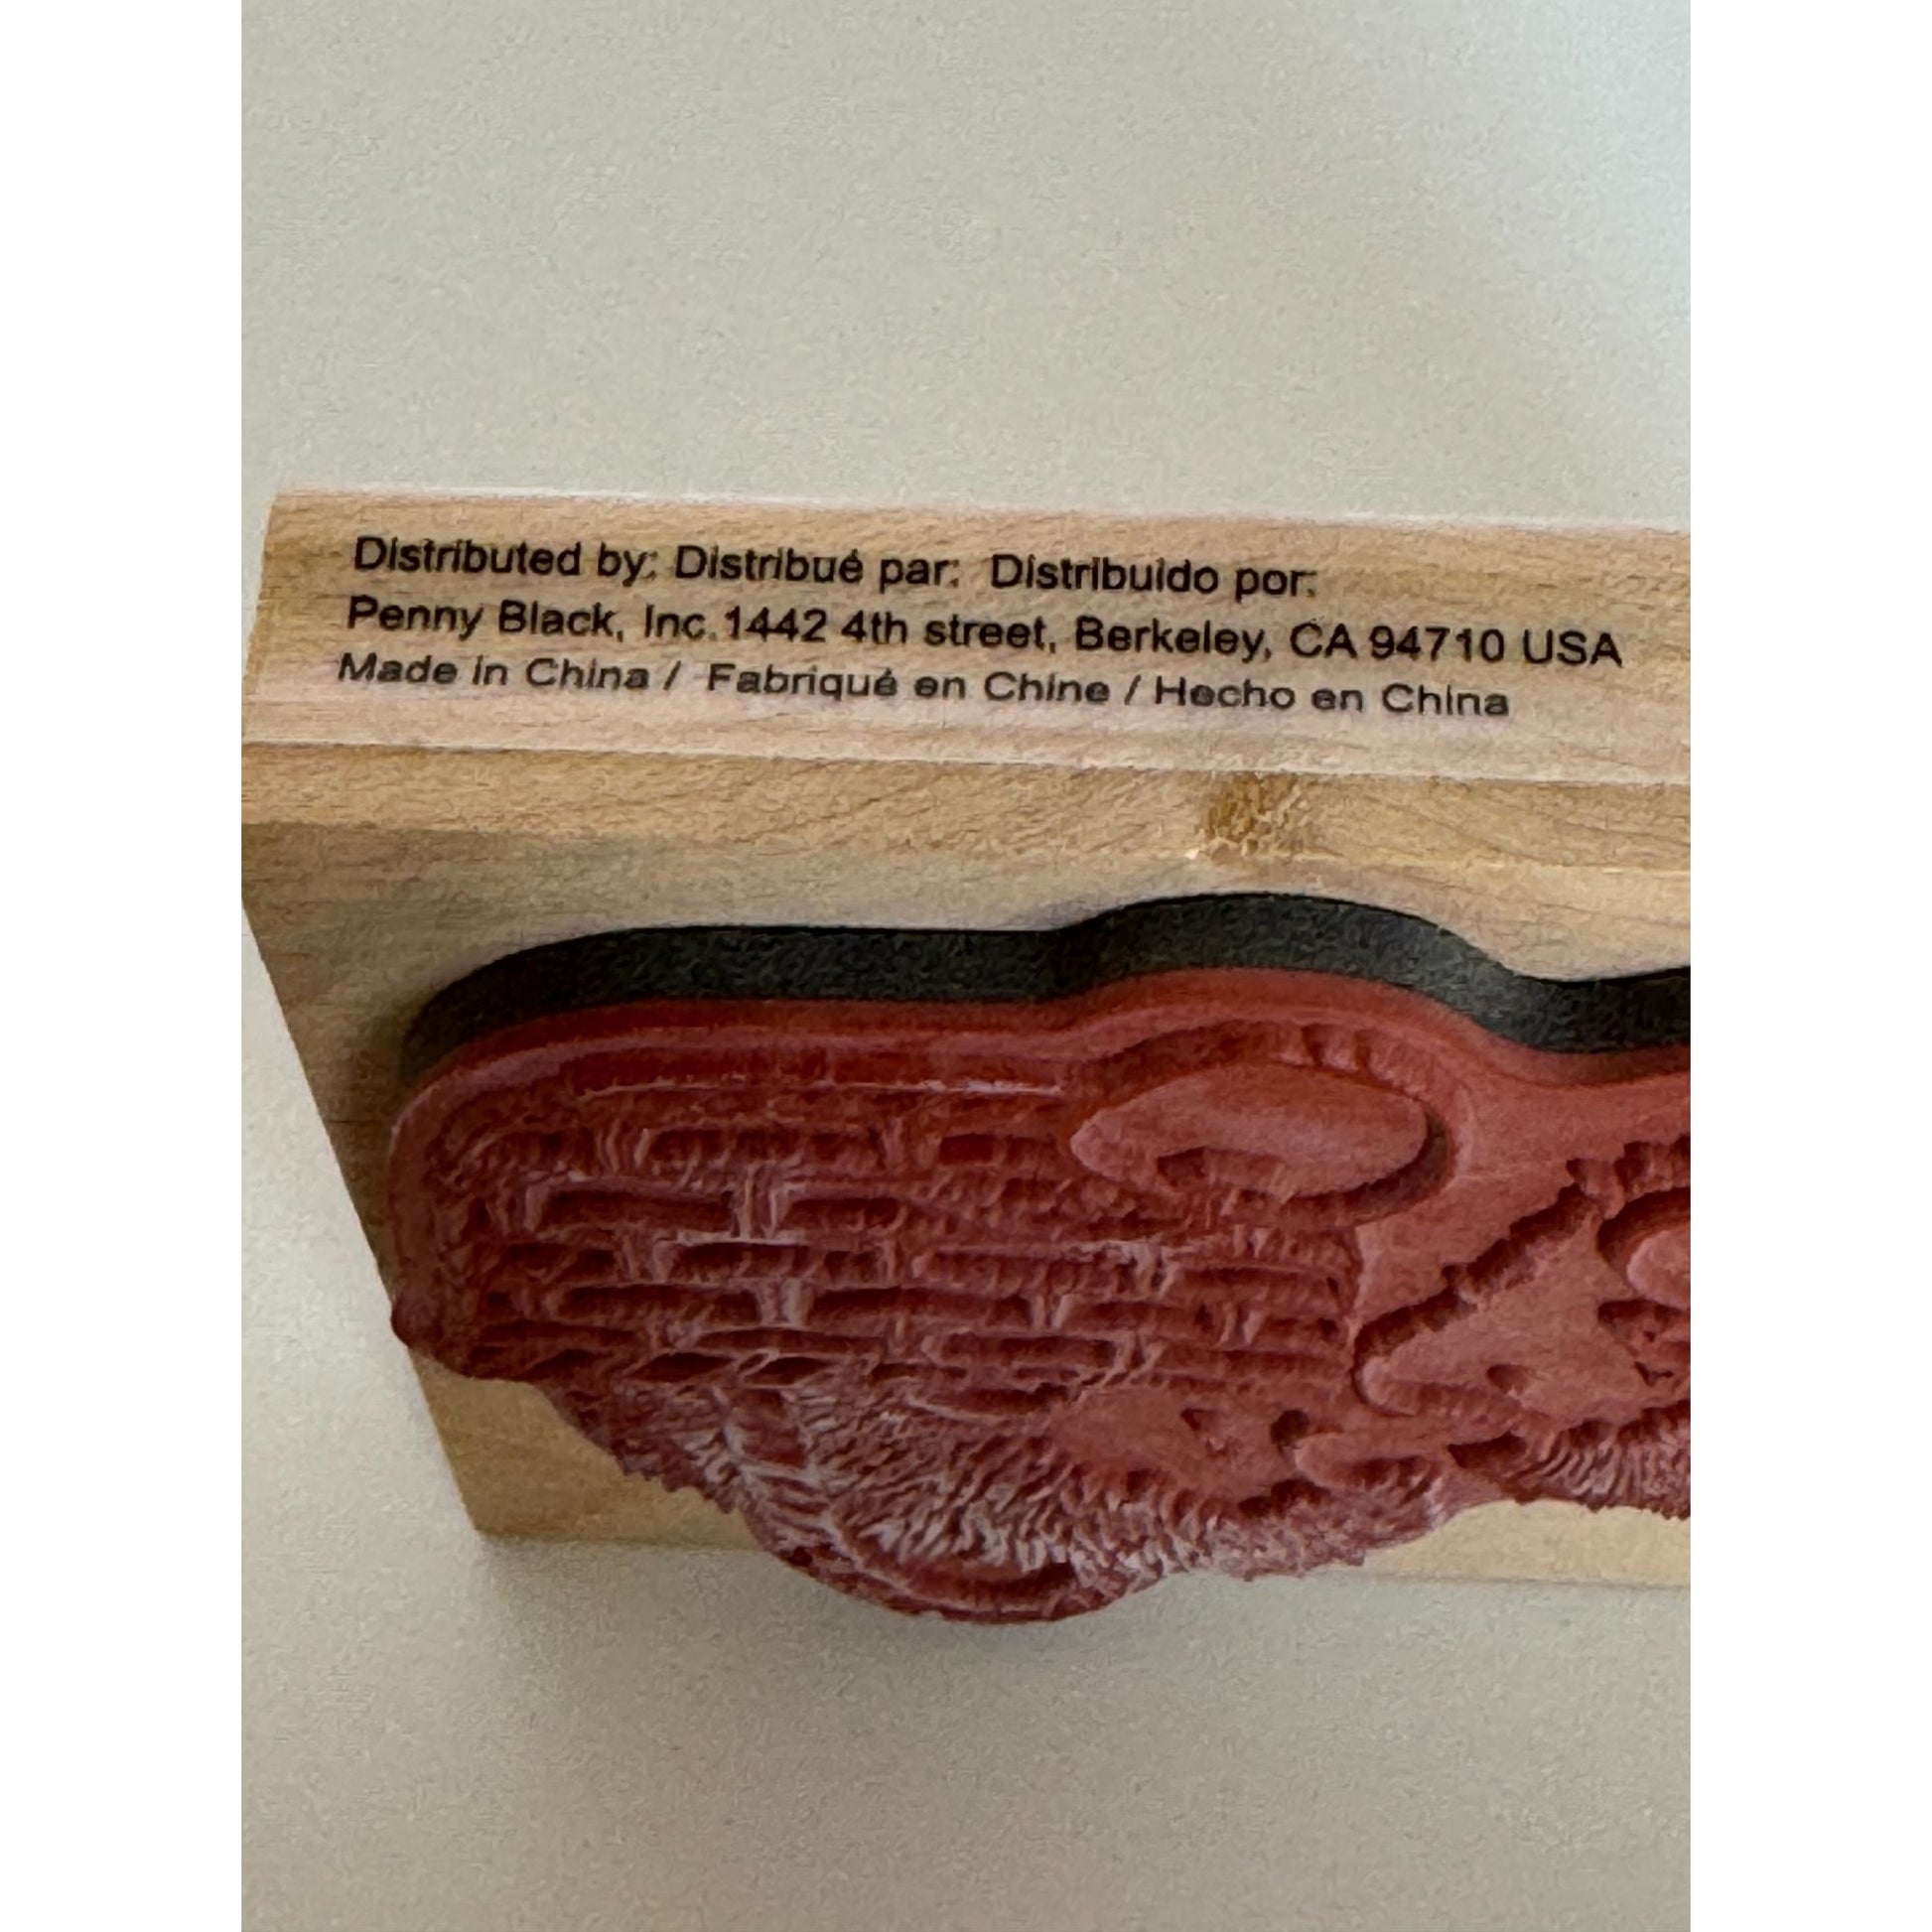 Distributed by: Distribué par: Distribuido por:
Penny Black, Inc.1442 4th street, Berkeley, CA 94710 USA
Made in China / Fabriqué en Chine / Hecho en China